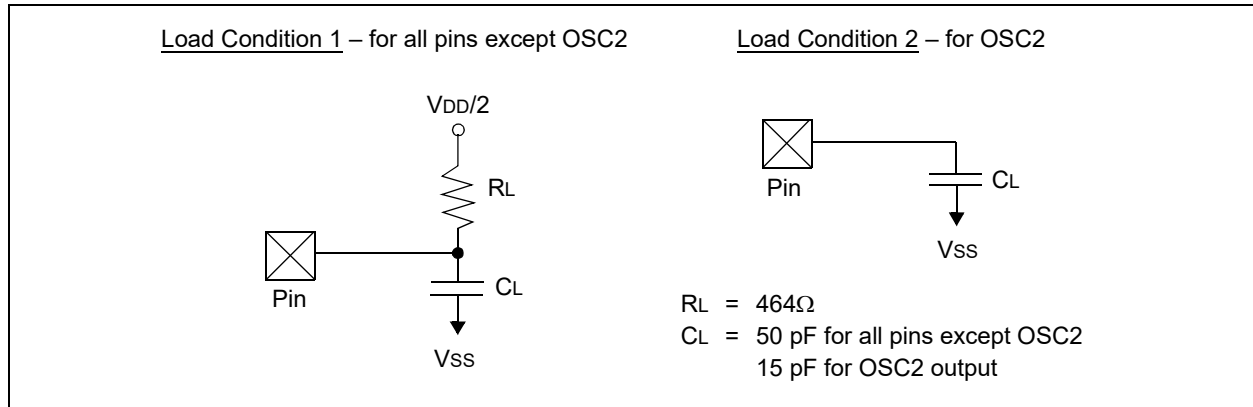 Load Condition 1 – for all pins except OSC2
VDD/2
RL
Pin
CL
VSS
Load Condition 2 – for OSC2
Pin
CL
VSS
RL = 464Ω
CL = 50 pF for all pins except OSC2
15 pF for OSC2 output